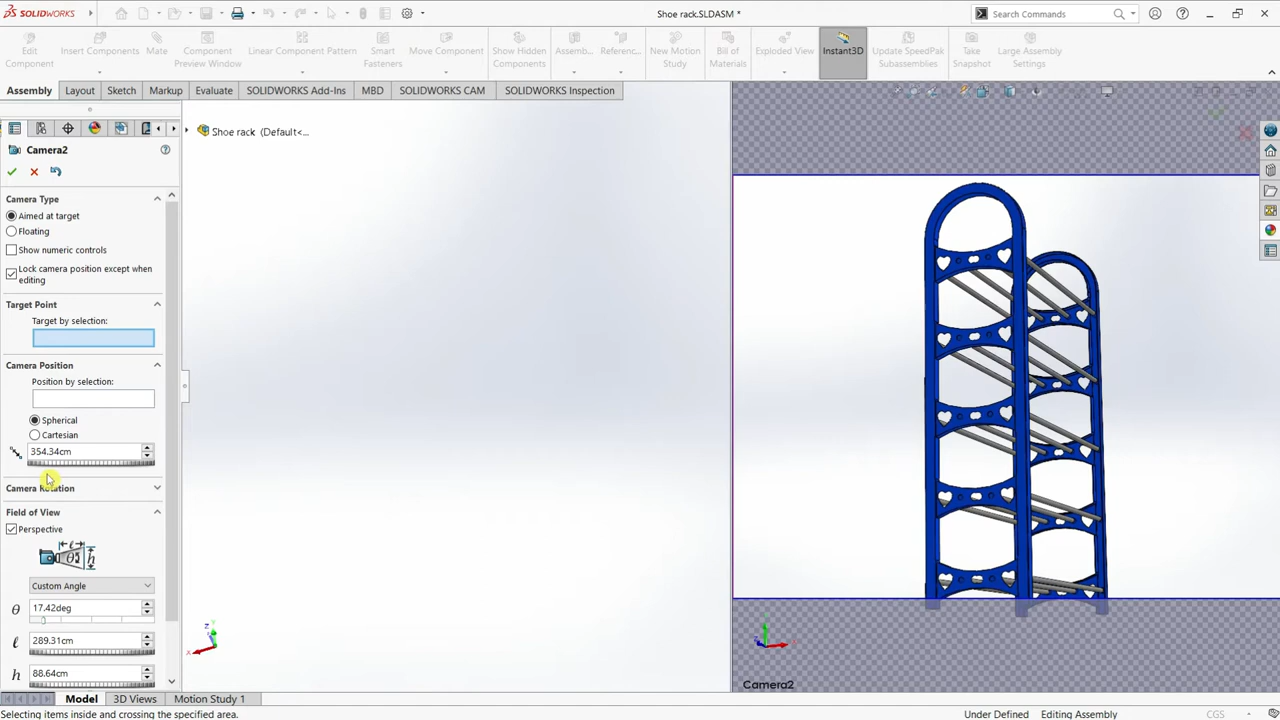 SOLIDWORKS
Shoe rack.SLDASM *
Search Commands
Edit Component
Insert Components
Mate
Component Preview Window
Linear Component Pattern
Smart Fasteners
Move Component
Show Hidden Components
Assemb...
Referenc...
New Motion Study
Bill of Materials
Exploded View
Instant3D
Update SpeedPak Subassemblies
Take Snapshot
Large Assembly Settings
Assembly
Layout
Sketch
Markup
Evaluate
SOLIDWORKS Add-Ins
MBD
SOLIDWORKS CAM
SOLIDWORKS Inspection
Shoe rack (Default<...
Camera2
Camera Type
Aimed at target
Floating
Show numeric controls
Lock camera position except when
editing
Target Point
Target by selection:
Camera Position
Position by selection:
Spherical
Cartesian
354.34cm
Camera Rotation
Field of View
Perspective
ℓ
θ
h
Custom Angle
θ 17.42deg
ℓ 289.31cm
h 88.64cm
Z Y X
X
Camera2
Model
3D Views
Motion Study 1
Selecting items inside and crossing the specified area.
Under Defined
Editing Assembly
CGS